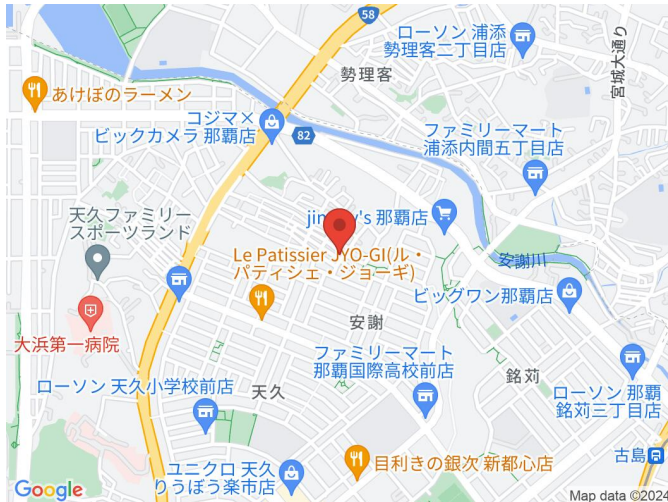 58
ローソン 浦添
勢理客二丁目店
宮城大通り
勢理客
あけぼのラーメン
コジマ×
ビックカメラ 那覇店
82
ファミリーマート
浦添内間五丁目店
天久ファミリー
スポーツランド
那覇店
Le Patissier JYO-GI(ル・
パティシェ・ジョーギ)
安謝川
ビッグワン那覇店
安謝
大浜第一病院
ファミリーマート
那覇国際高校前店
銘苅
ローソン 天久小学校前店
天久
ローソン 那覇
銘苅三丁目店
古島
ユニクロ 天久
りうぼう楽市店
目利きの銀次 新都心店
Google
Map data ©2024